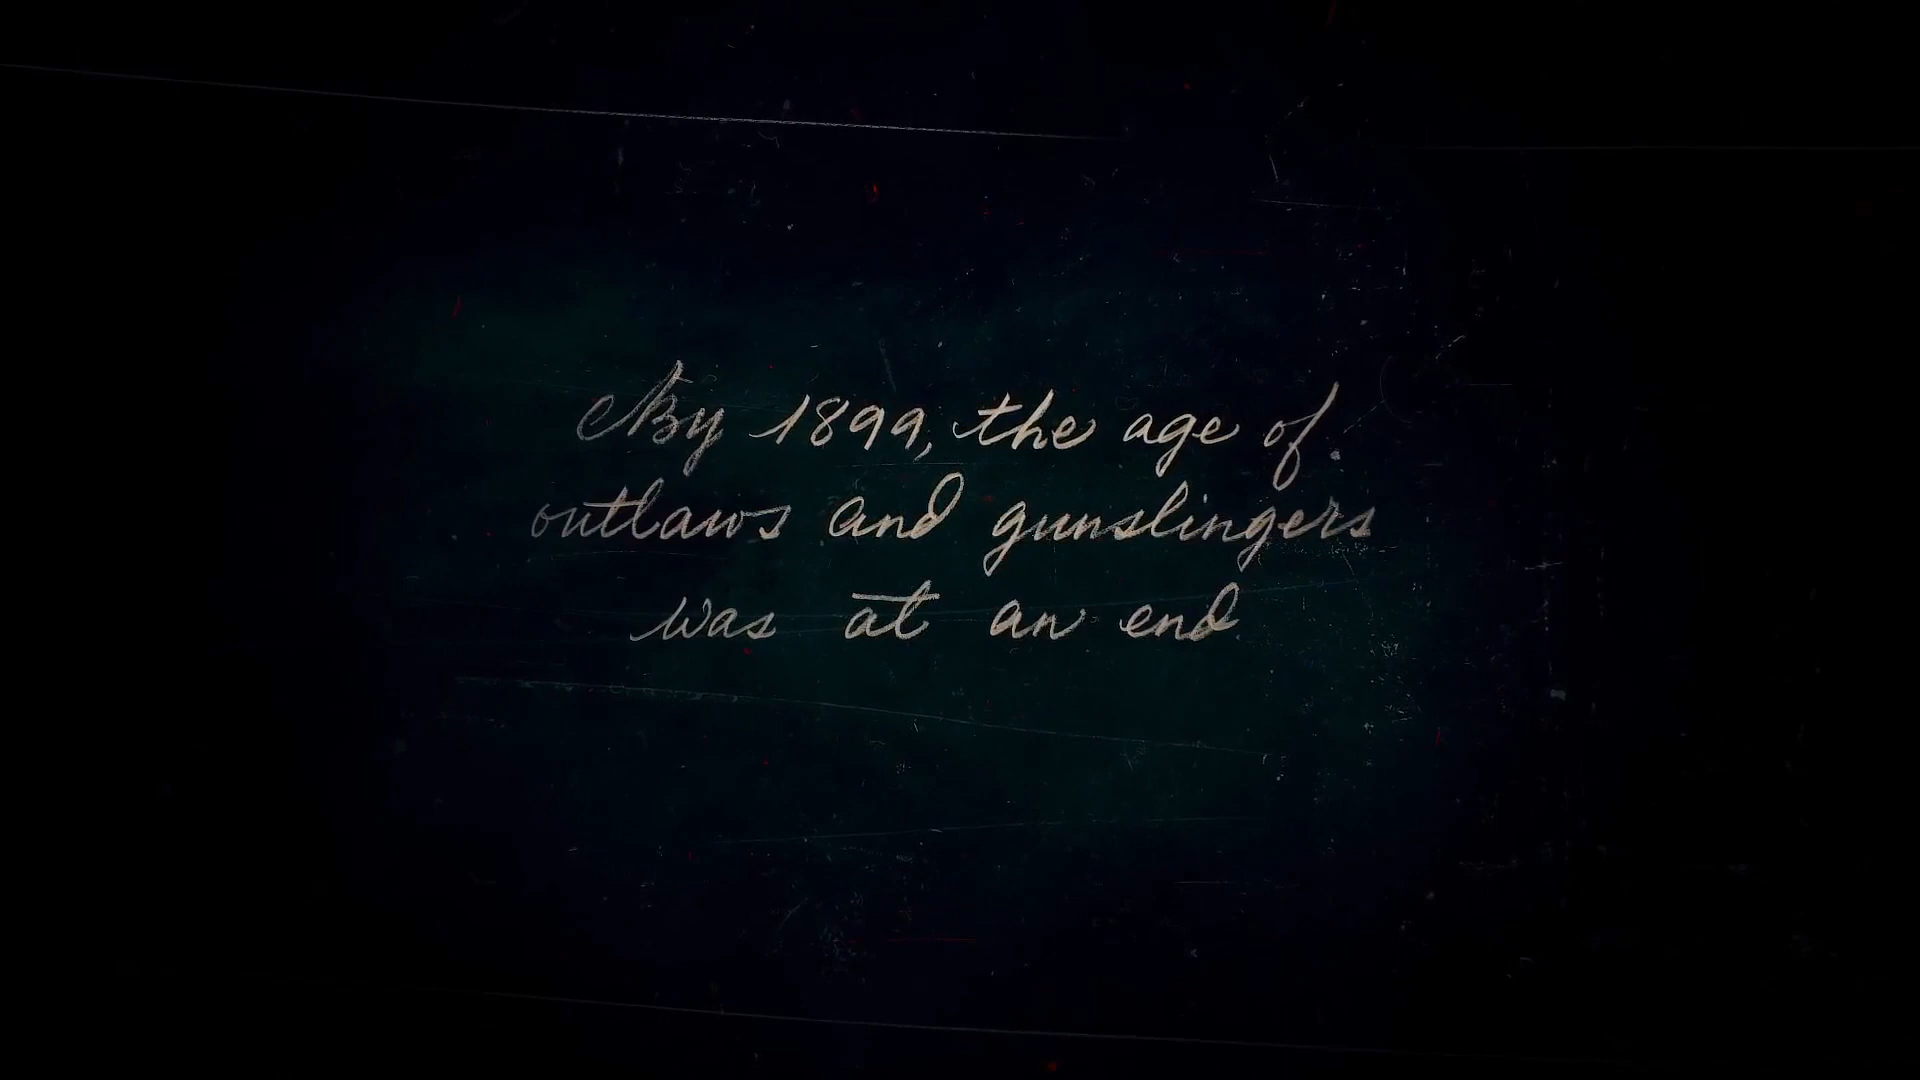 By 1899, the age of
outlaws and gunslingers
was at an end